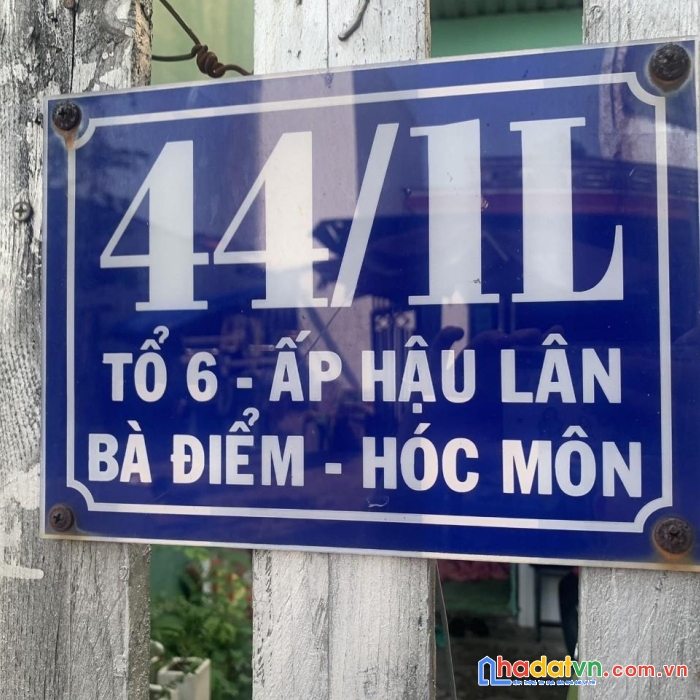 44/1L
TỔ 6 - ẤP HẬU LÂN
BÀ ĐIỂM - HÓC MÔN
nhadatvn.com.vn